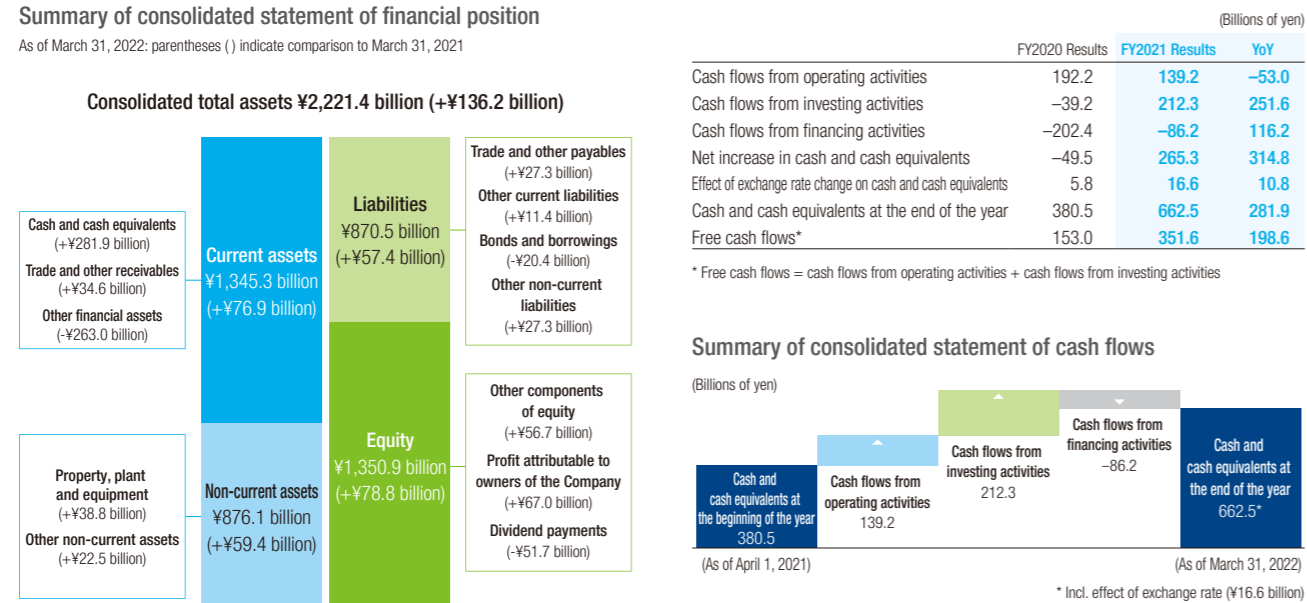 Summary of consolidated statement of financial position
As of March 31, 2022: parentheses ( ) indicate comparison to March 31, 2021
Consolidated total assets ¥2,221.4 billion (+¥136.2 billion)
Cash and cash equivalents
(+¥281.9 billion)
Trade and other receivables
(+¥34.6 billion)
Other financial assets
(-¥263.0 billion)
Property, plant
and equipment
(+¥38.8 billion)
Other non-current assets
(+¥22.5 billion)
Current assets
¥1,345.3 billion
(+¥76.9 billion)
Non-current assets
¥876.1 billion
(+¥59.4 billion)
Liabilities
¥870.5 billion
(+¥57.4 billion)
Equity
¥1,350.9 billion
(+¥78.8 billion)
Trade and other payables
(+¥27.3 billion)
Other current liabilities
(+¥11.4 billion)
Bonds and borrowings
(-¥20.4 billion)
Other non-current
liabilities
(+¥27.3 billion)
Other components
of equity
(+¥56.7 billion)
Profit attributable to
owners of the Company
(+¥67.0 billion)
Dividend payments
(-¥51.7 billion)
(Billions of yen)
FY2020 Results FY2021 Results YoY
Cash flows from operating activities 192.2 139.2 –53.0
Cash flows from investing activities –39.2 212.3 251.6
Cash flows from financing activities –202.4 –86.2 116.2
Net increase in cash and cash equivalents –49.5 265.3 314.8
Effect of exchange rate change on cash and cash equivalents 5.8 16.6 10.8
Cash and cash equivalents at the end of the year 380.5 662.5 281.9
Free cash flows* 153.0 351.6 198.6
* Free cash flows = cash flows from operating activities + cash flows from investing activities
Summary of consolidated statement of cash flows
(Billions of yen)
Cash and
cash equivalents at
the beginning of the year
380.5
(As of April 1, 2021)
Cash flows from
operating activities
139.2
Cash flows from
investing activities
212.3
Cash flows from
financing activities
–86.2
Cash and
cash equivalents at
the end of the year
662.5*
(As of March 31, 2022)
* Incl. effect of exchange rate (¥16.6 billion)